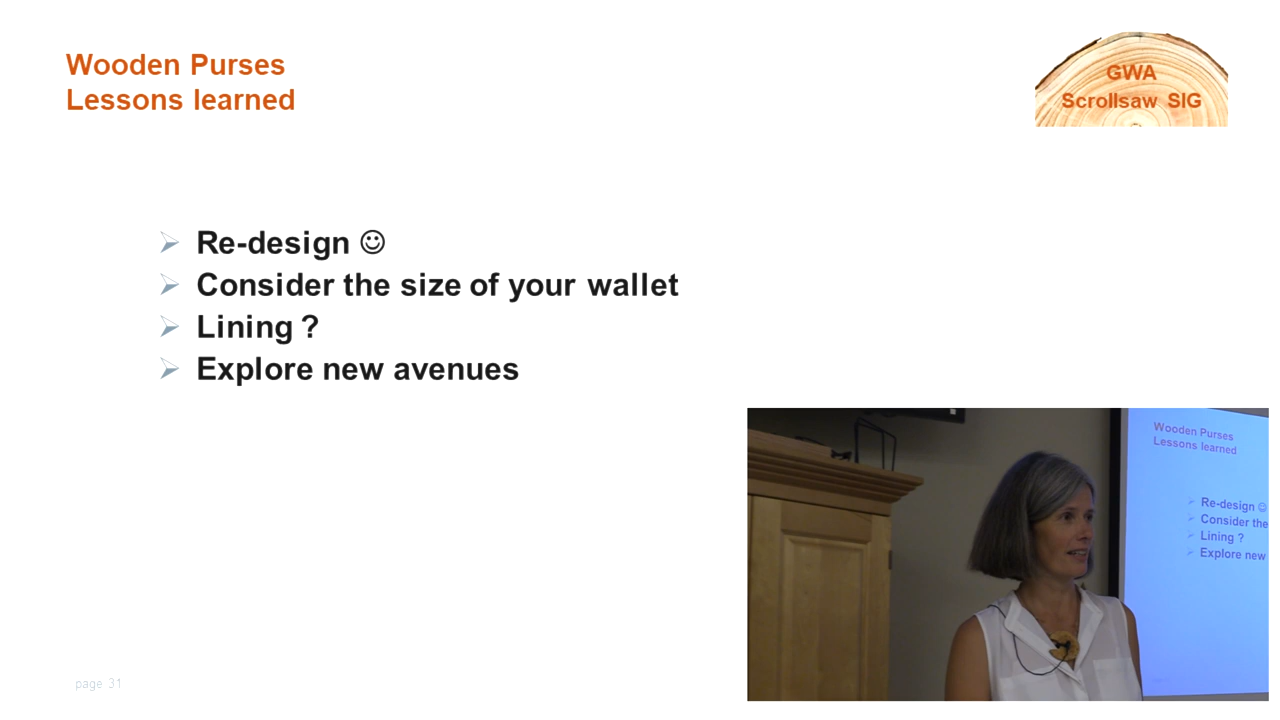 Wooden Purses
Lessons learned
GWA
Scrollsaw SIG
Re-design ☺
Consider the size of your wallet
Lining ?
Explore new avenues
Wooden Purses
Lessons learned
Re-design ☺
Consider the
Lining ?
Explore new
page 31